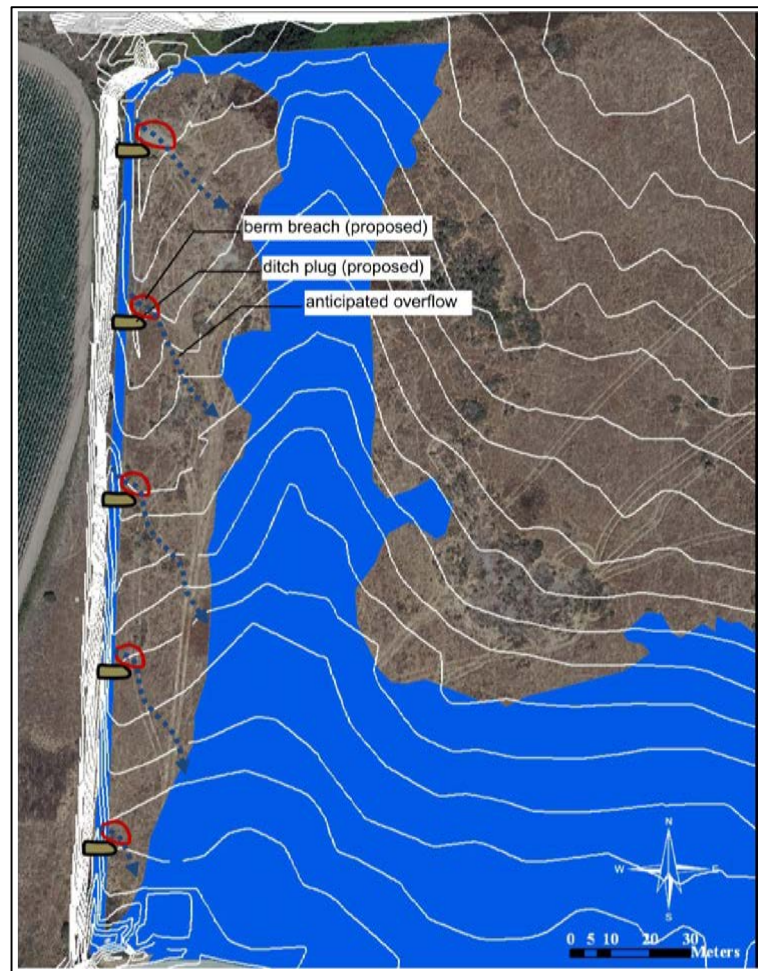 berm breach (proposed)
ditch plug (proposed)
anticipated overflow
N
W E
S
0 5 10 20 30
Meters